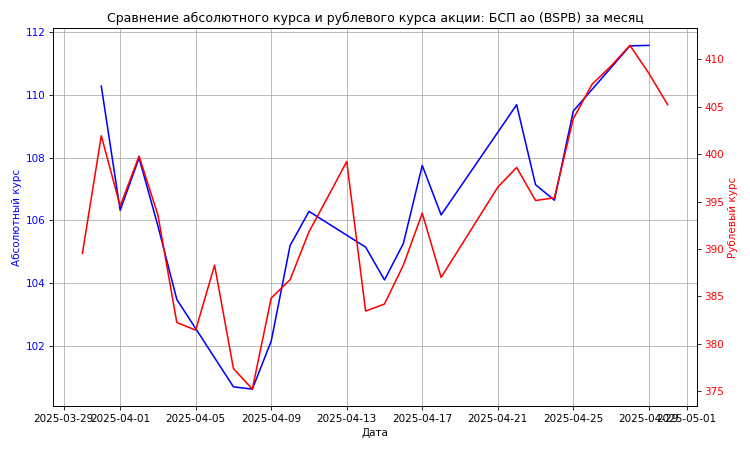 Сравнение абсолютного курса и рублевого курса акции: БСП ао (BSPB) за месяц
Абсолютный курс
112
110
108
106
104
102
410
405
400
395
390
385
380
375
Рублевый курс
2025-03-29 2025-04-01 2025-04-05 2025-04-09 2025-04-13 2025-04-17 2025-04-21 2025-04-25 2025-04-29 2025-05-01
Дата